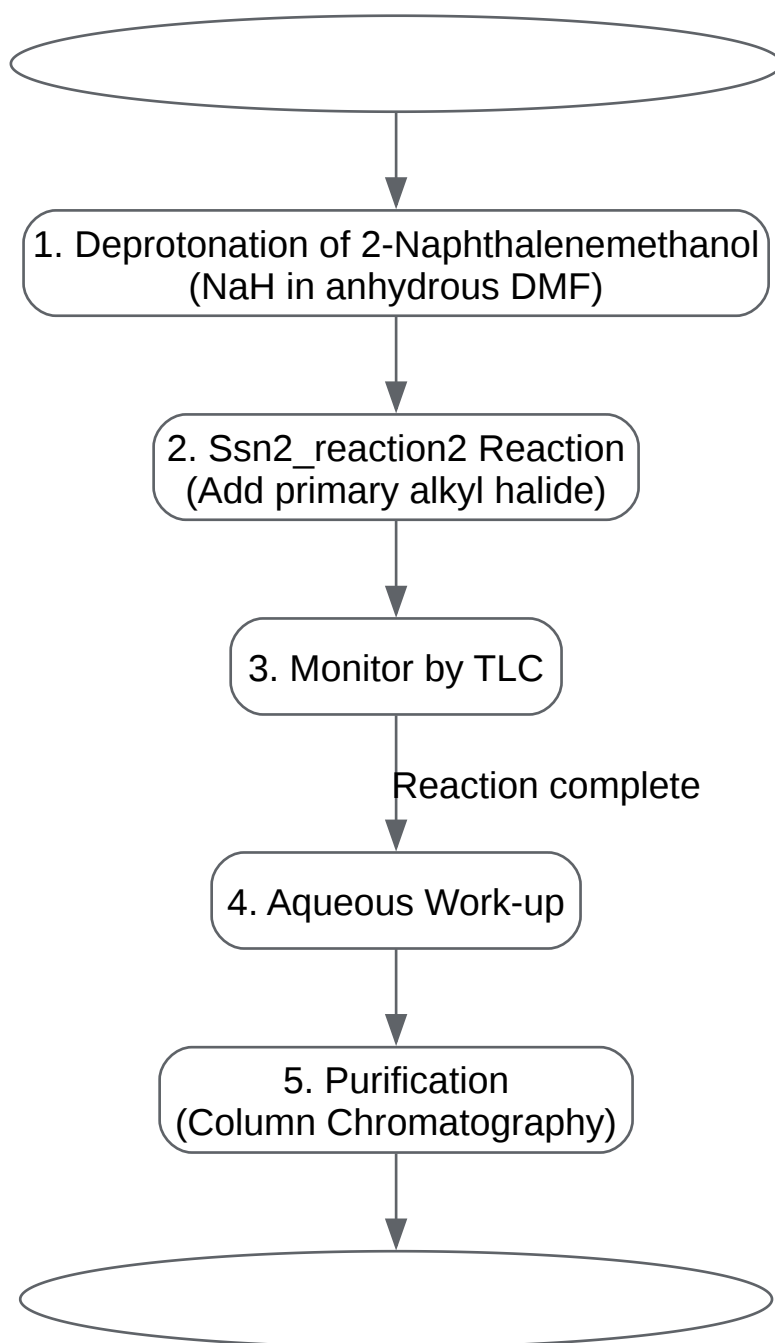 1. Deprotonation of 2-Naphthalenemethanol
(NaH in anhydrous DMF)
2. Ssn2_reaction2 Reaction
(Add primary alkyl halide)
3. Monitor by TLC
Reaction complete
4. Aqueous Work-up
5. Purification
(Column Chromatography)